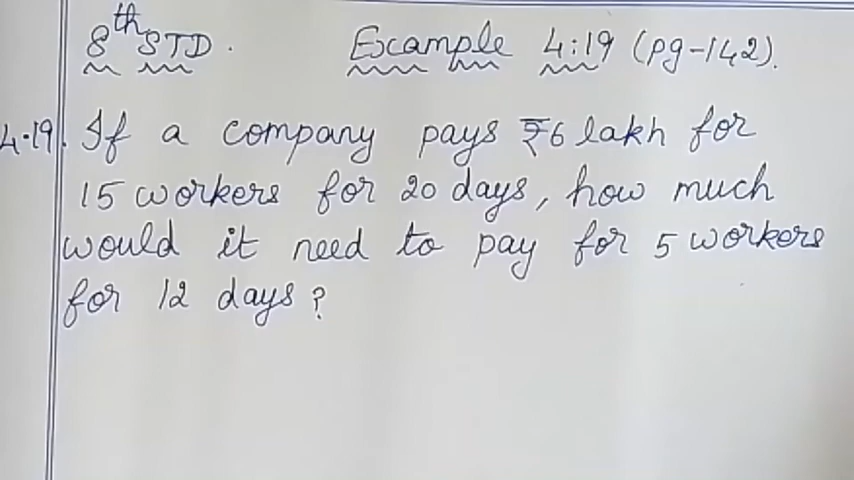 8th STD. Example 4:19 (pg-142).
4.19. If a company pays ₹6 lakh for
15 workers for 20 days, how much
would it need to pay for 5 workers
for 12 days?